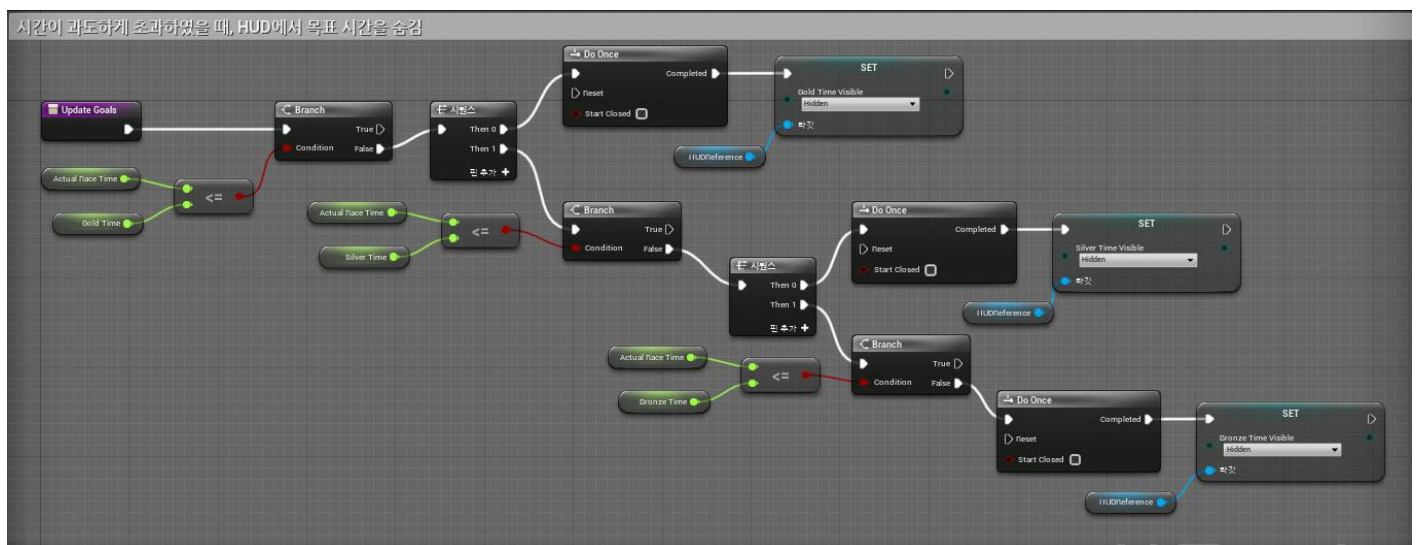 시간이 과도하게 초과하였을 때, HUD에서 목표 시간을 숨김
Update Goals
Branch
True
Condition
False
Actual Race Time
<=
Gold Time
시퀀스
Then 0
Then 1
핀 추가
Do Once
Completed
Reset
Start Closed
SET
Gold Time Visible
Hidden
타깃
HUDReference
Actual Race Time
<=
Silver Time
Branch
True
Condition
False
시퀀스
Then 0
Then 1
핀 추가
Do Once
Completed
Reset
Start Closed
SET
Silver Time Visible
Hidden
타깃
HUDReference
Actual Race Time
<=
Bronze Time
Branch
True
Condition
False
Do Once
Completed
Reset
Start Closed
SET
Bronze Time Visible
Hidden
타깃
HUDReference